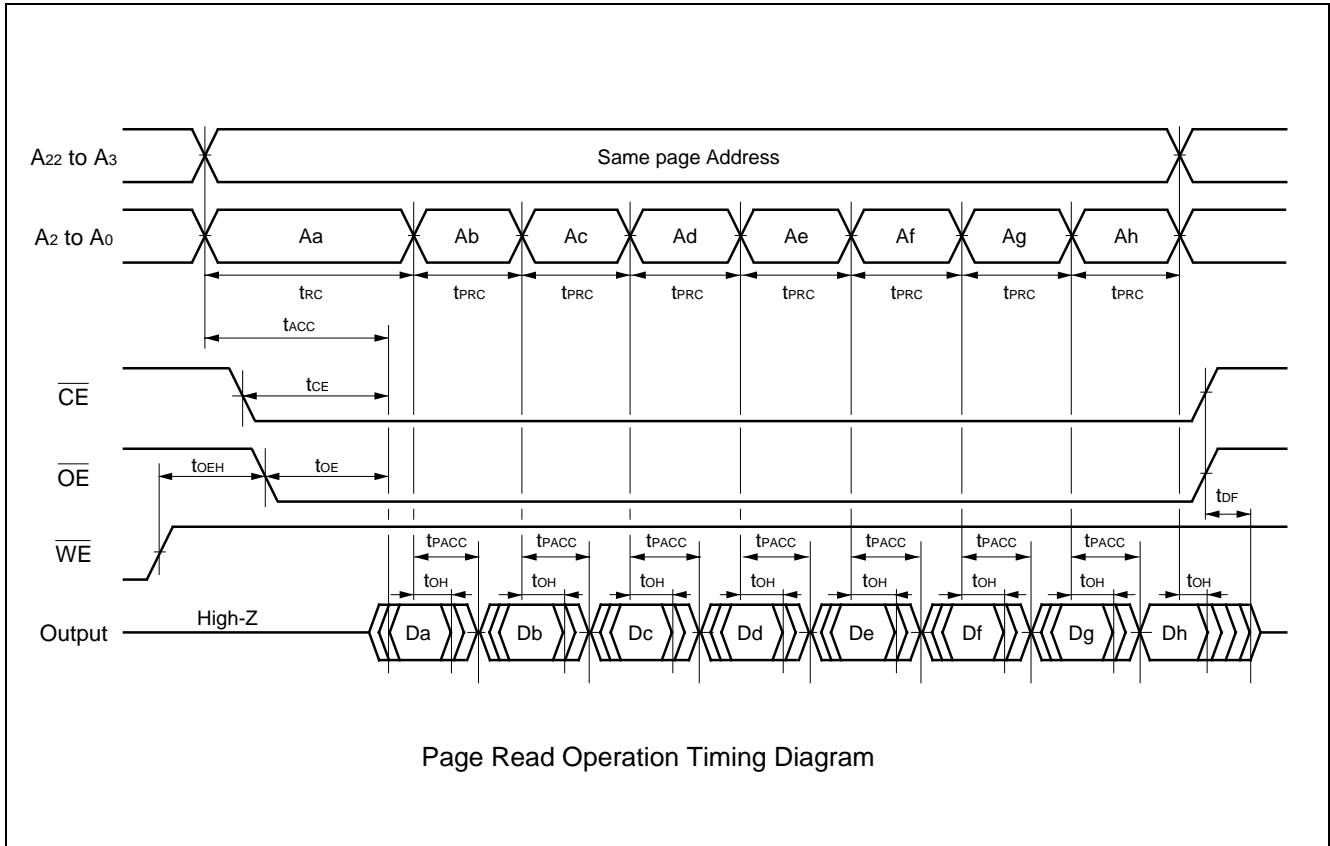 A22 to A3 Same page Address
A2 to A0 Aa Ab Ac Ad Ae Af Ag Ah
tRC tPRC tPRC tPRC tPRC tPRC tPRC tPRC
tACC
CE tCE
OE tOEH tOE
tDF
WE tPACC tPACC tPACC tPACC tPACC tPACC tPACC
tOH tOH tOH tOH tOH tOH tOH tOH
Output High-Z Da Db Dc Dd De Df Dg Dh
Page Read Operation Timing Diagram